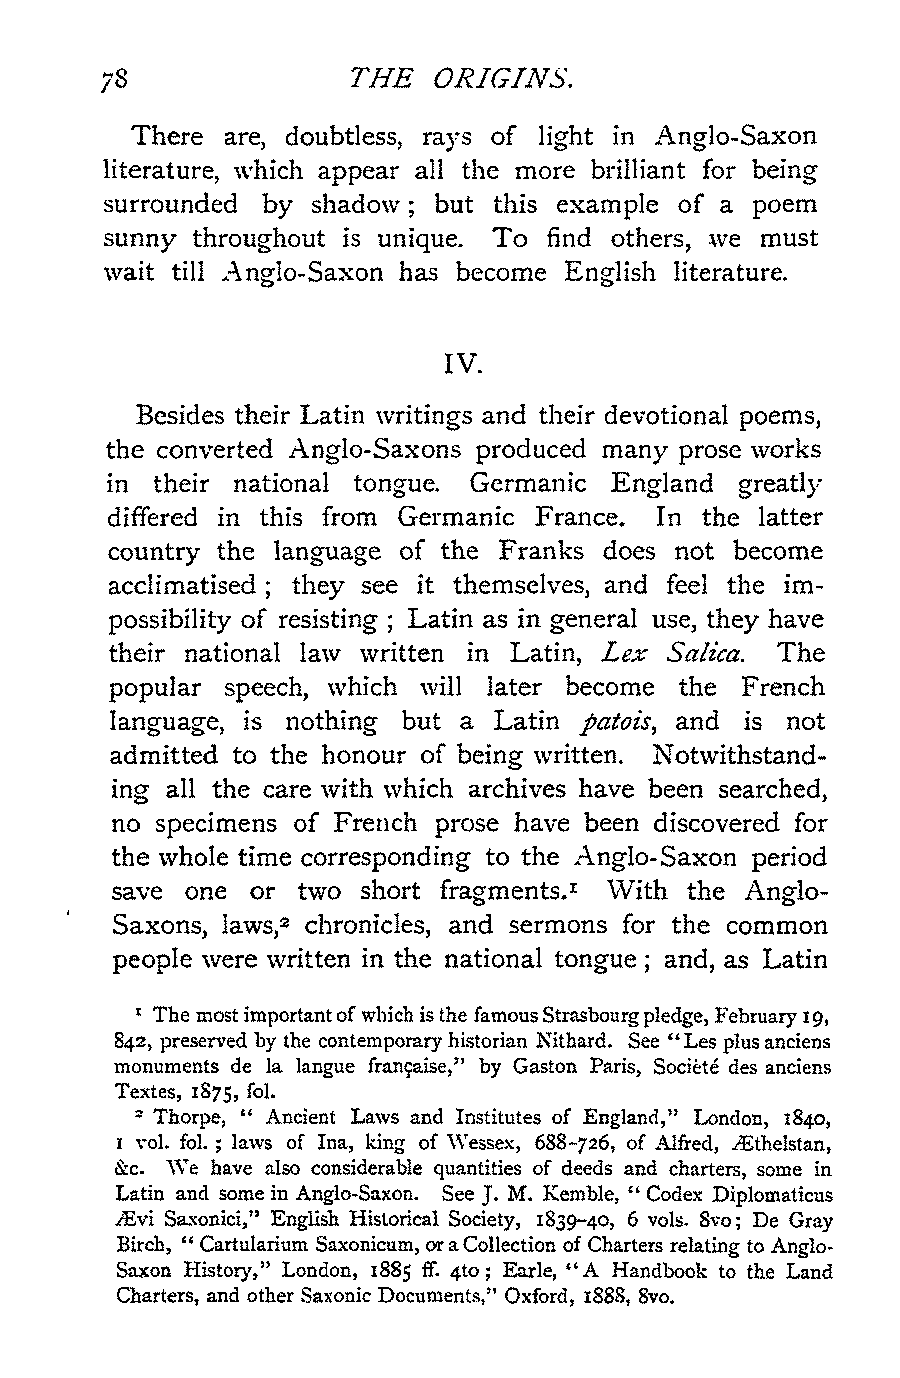 78 THE ORIGINS.
There are, doubtless, rays of light in Anglo-Saxon
literature, which appear all the more brilliant for being
surrounded by shadow ; but this example of a poem
sunny throughout is unique. To find others, we must
wait till Anglo-Saxon has become English literature.
IV.
Besides their Latin writings and their devotional poems,
the converted Anglo-Saxons produced many prose works
in their national tongue. Germanic England greatly
differed in this from Germanic France. In the latter
country the language of the Franks does not become
acclimatised ; they see it themselves, and feel the im-
possibility of resisting ; Latin as in general use, they have
their national law written in Latin, Lex Salica. The
popular speech, which will later become the French
language, is nothing but a Latin patois, and is not
admitted to the honour of being written. Notwithstand-
ing all the care with which archives have been searched,
no specimens of French prose have been discovered for
the whole time corresponding to the Anglo-Saxon period
save one or two short fragments.¹ With the Anglo-
Saxons, laws,² chronicles, and sermons for the common
people were written in the national tongue ; and, as Latin
¹ The most important of which is the famous Strasbourg pledge, February 19,
842, preserved by the contemporary historian Nithard. See "Les plus anciens
monuments de la langue française," by Gaston Paris, Socièté des anciens
Textes, 1875, fol.
² Thorpe, " Ancient Laws and Institutes of England," London, 1840,
1 vol. fol. ; laws of Ina, king of Wessex, 688-726, of Alfred, Æthelstan,
&c. We have also considerable quantities of deeds and charters, some in
Latin and some in Anglo-Saxon. See J. M. Kemble, " Codex Diplomaticus
Ævi Saxonici," English Historical Society, 1839-40, 6 vols. 8vo; De Gray
Birch, " Cartularium Saxonicum, or a Collection of Charters relating to Anglo-
Saxon History," London, 1885 ff. 4to ; Earle, "A Handbook to the Land
Charters, and other Saxonic Documents," Oxford, 1888, 8vo.